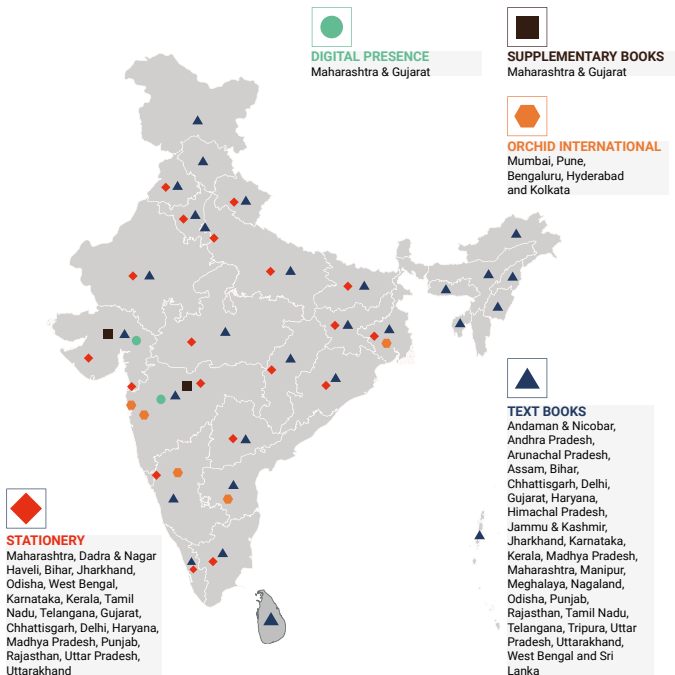 DIGITAL PRESENCE
Maharashtra & Gujarat
SUPPLEMENTARY BOOKS
Maharashtra & Gujarat
ORCHID INTERNATIONAL
Mumbai, Pune,
Bengaluru, Hyderabad
and Kolkata
TEXT BOOKS
Andaman & Nicobar,
Andhra Pradesh,
Arunachal Pradesh,
Assam, Bihar,
Chhattisgarh, Delhi,
Gujarat, Haryana,
Himachal Pradesh,
Jammu & Kashmir,
Jharkhand, Karnataka,
Kerala, Madhya Pradesh,
Maharashtra, Manipur,
Meghalaya, Nagaland,
Odisha, Punjab,
Rajasthan, Tamil Nadu,
Telangana, Tripura, Uttar
Pradesh, Uttarakhand,
West Bengal and Sri
Lanka
STATIONERY
Maharashtra, Dadra & Nagar
Haveli, Bihar, Jharkhand,
Odisha, West Bengal,
Karnataka, Kerala, Tamil
Nadu, Telangana, Gujarat,
Chhattisgarh, Delhi, Haryana,
Madhya Pradesh, Punjab,
Rajasthan, Uttar Pradesh,
Uttarakhand